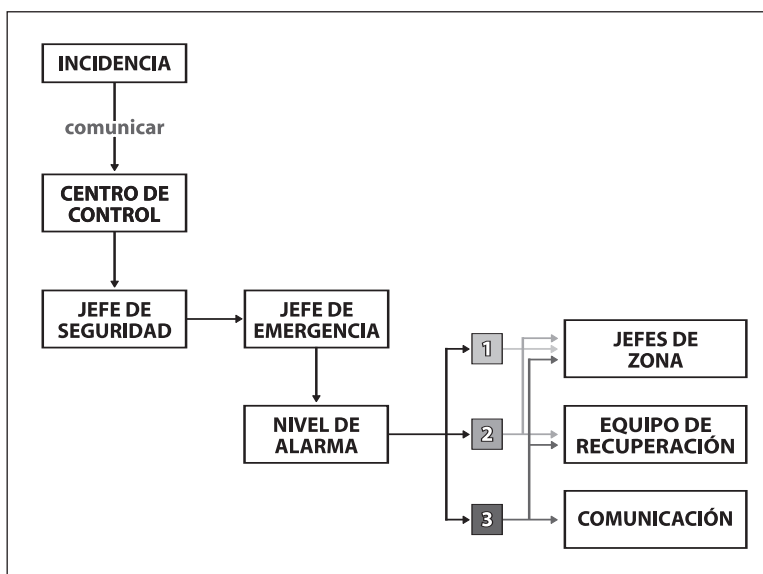 INCIDENCIA
comunicar
CENTRO DE
CONTROL
JEFE DE
SEGURIDAD
JEFE DE
EMERGENCIA
NIVEL DE
ALARMA
1
2
3
JEFES DE
ZONA
EQUIPO DE
RECUPERACIÓN
COMUNICACIÓN